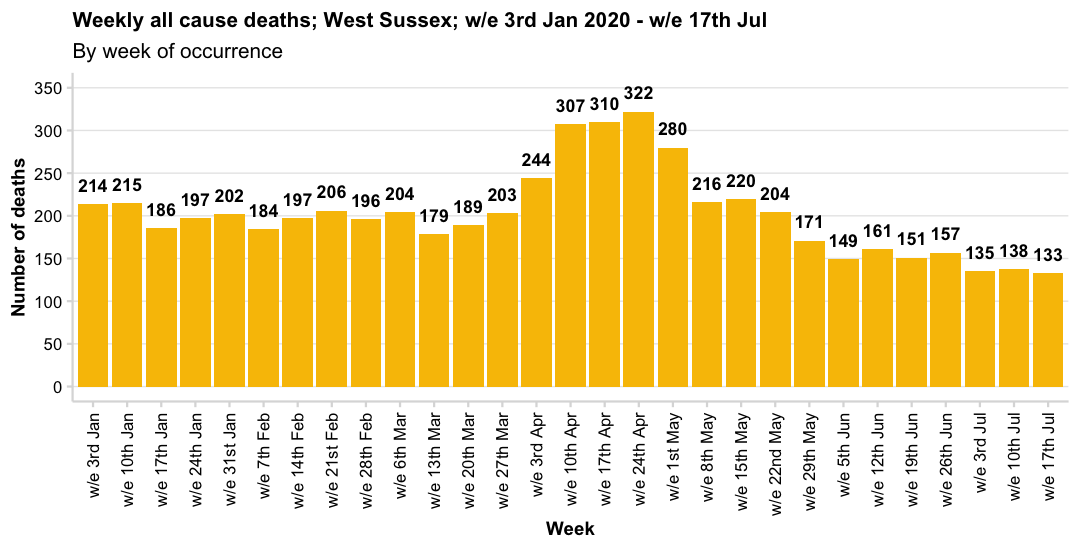 Weekly all cause deaths; West Sussex; w/e 3rd Jan 2020 - w/e 17th Jul
By week of occurrence
Number of deaths
350
300
250
200
150
100
50
0
214
215
186
197
202
184
197
206
196
204
179
189
203
244
307
310
322
280
216
220
204
171
149
161
151
157
135
138
133
w/e 3rd Jan
w/e 10th Jan
w/e 17th Jan
w/e 24th Jan
w/e 31st Jan
w/e 7th Feb
w/e 14th Feb
w/e 21st Feb
w/e 28th Feb
w/e 6th Mar
w/e 13th Mar
w/e 20th Mar
w/e 27th Mar
w/e 3rd Apr
w/e 10th Apr
w/e 17th Apr
w/e 24th Apr
w/e 1st May
w/e 8th May
w/e 15th May
w/e 22nd May
w/e 29th May
w/e 5th Jun
w/e 12th Jun
w/e 19th Jun
w/e 26th Jun
w/e 3rd Jul
w/e 10th Jul
w/e 17th Jul
Week